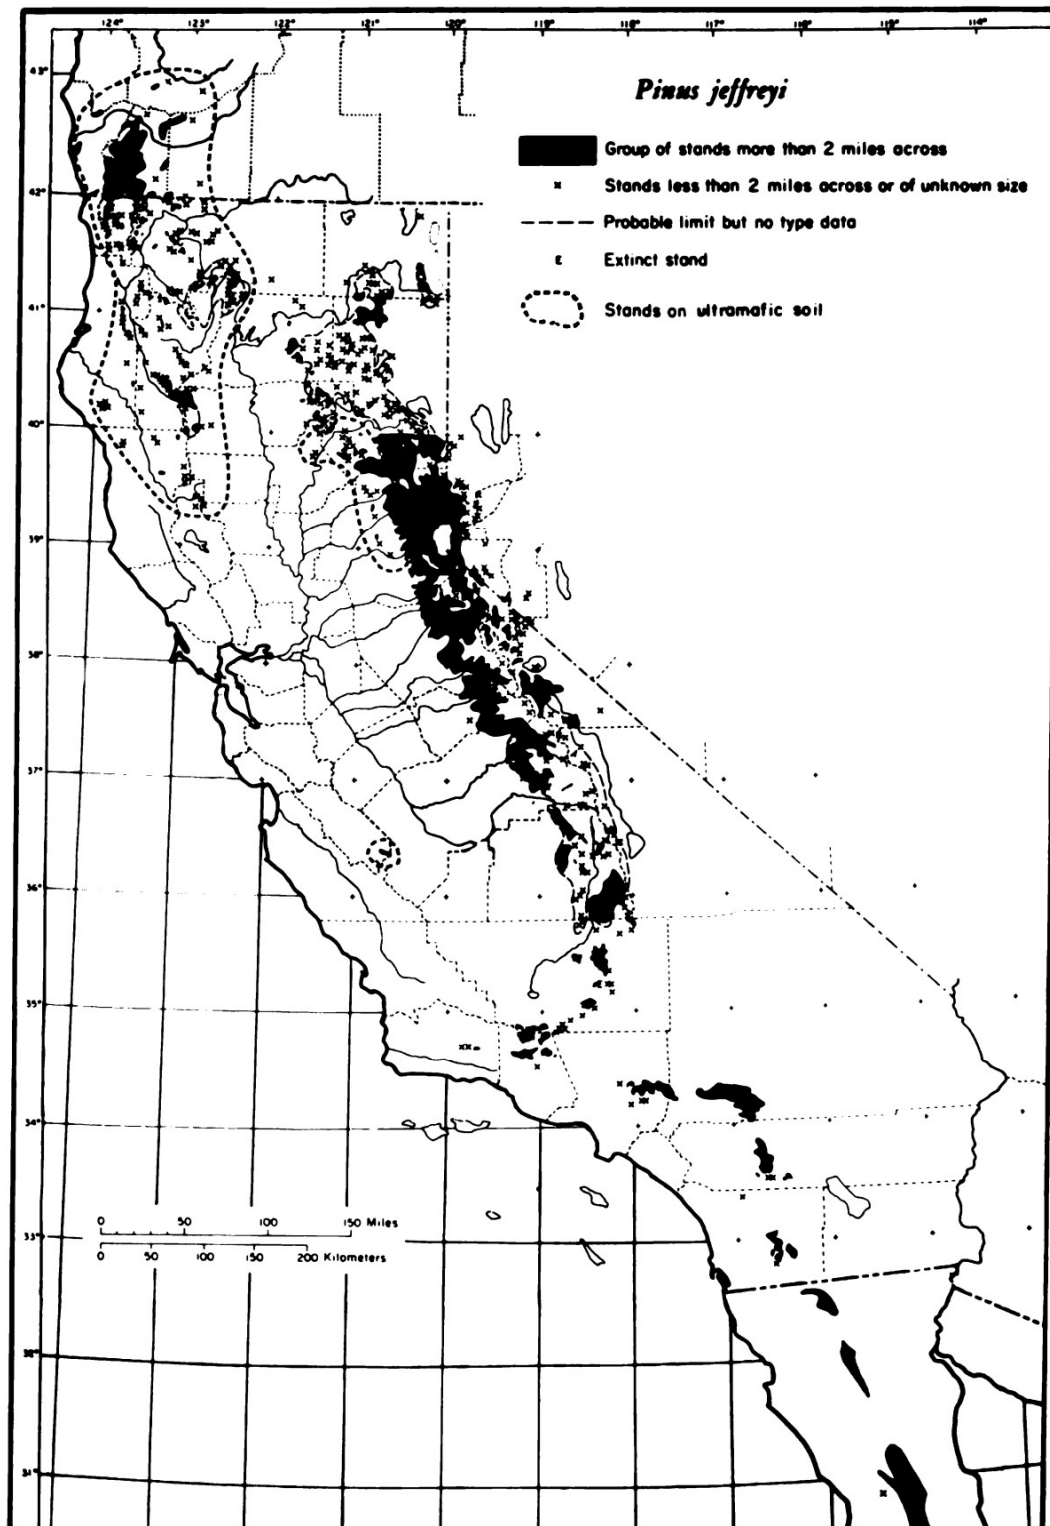 124° 123° 122° 121° 120° 119° 118° 117° 116° 115° 114°
43°
Pinus jeffreyi
Group of stands more than 2 miles across
x Stands less than 2 miles across or of unknown size
42°
Probable limit but no type data
E Extinct stand
Stands on ultramafic soil
41°
40°
39°
38°
37°
36°
35°
34°
0 50 100 150 Miles
33°
0 50 100 150 200 Kilometers
32°
31°